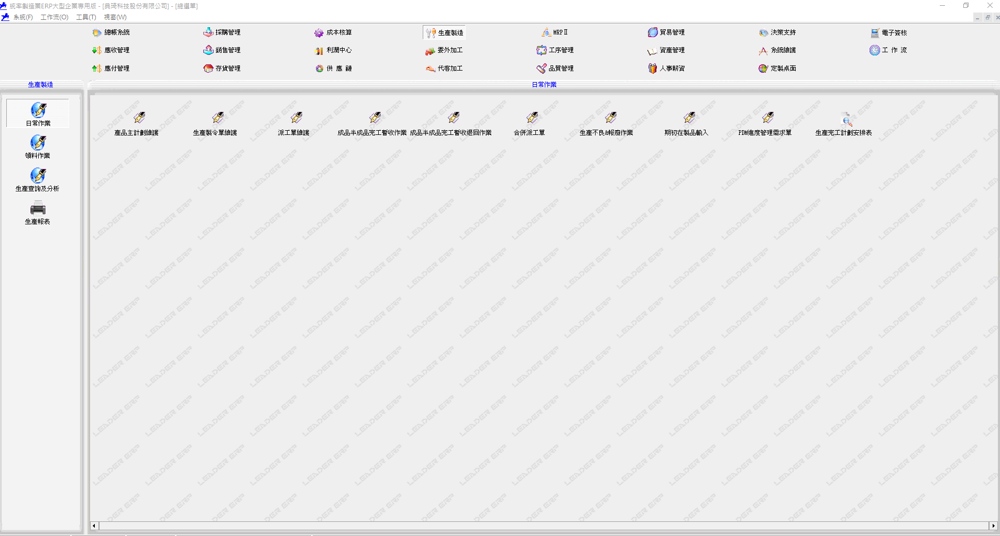 統率製造業ERP大型企業專用版 - [典琦科技股份有限公司] - [總選單]
系統(F) 工作流(O) 工具(T) 視窗(W)
總帳系統 採購管理 成本核算 生產製造 MRPⅡ 貿易管理 決策支持 電子簽核
應收管理 銷售管理 利潤中心 委外加工 工序管理 資產管理 系統維護 工 作 流
應付管理 存貨管理 供 應 鏈 代客加工 品質管理 人事薪資 定製桌面
生產製造
日常作業
日常作業
領料作業
生產查詢及分析
生產報表
產品主計劃維護 生產製令單維護 派工單維護 成品半成品完工暫收作業 成品半成品完工暫收退回作業 合併派工單 生產不良&報廢作業 期初在製品輸入 PDM進度管理需求單 生產完工計劃安排表
LEADER ERP